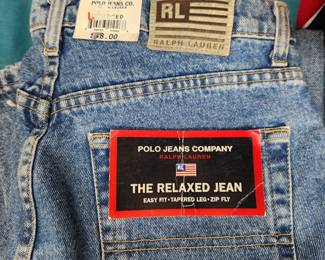 POLO JEANS CO.
RL
RALPH LAUREN
POLO JEANS COMPANY
RALPH LAUREN
THE RELAXED JEAN
EASY FIT • TAPERED LEG • ZIP FLY